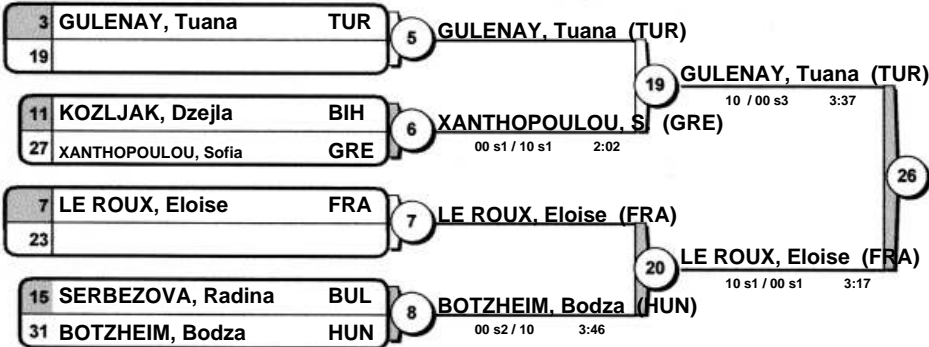 3 GULENAY, Tuana TUR
19
5
GULENAY, Tuana (TUR)
11 KOZLJAK, Dzejla BIH
27 XANTHOPOULOU, Sofia GRE
6
XANTHOPOULOU, S. (GRE)
00 s1 / 10 s1 2:02
19
GULENAY, Tuana (TUR)
10 / 00 s3 3:37
7 LE ROUX, Eloise FRA
23
7
LE ROUX, Eloise (FRA)
15 SERBEZOVA, Radina BUL
31 BOTZHEIM, Bodza HUN
8
BOTZHEIM, Bodza (HUN)
00 s2 / 10 3:46
20
LE ROUX, Eloise (FRA)
10 s1 / 00 s1 3:17
26